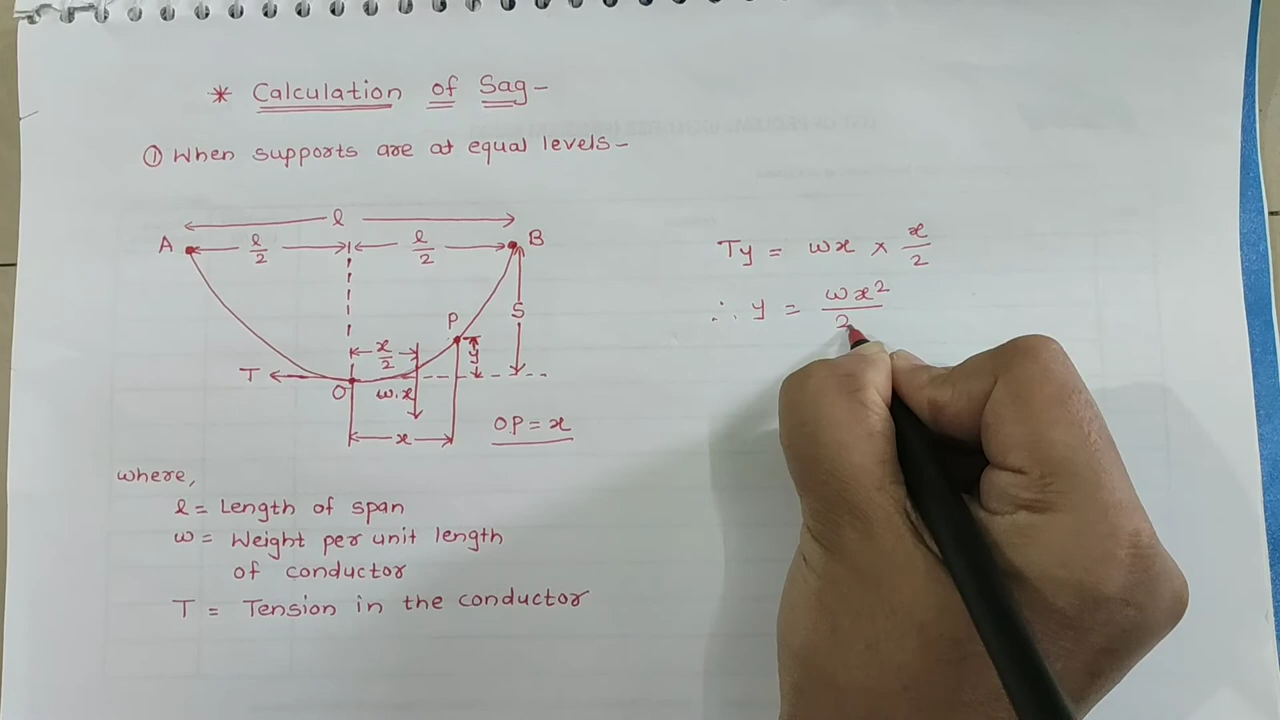 * Calculation of Sag-
① When supports are at equal levels-
l
A l/2 l/2 B
P
S
x/2
y
T
O w.x
x
OP = x
where,
l = Length of span
w = Weight per unit length
of conductor
T = Tension in the conductor
Ty = wx × x/2
∴ y = wx²/2